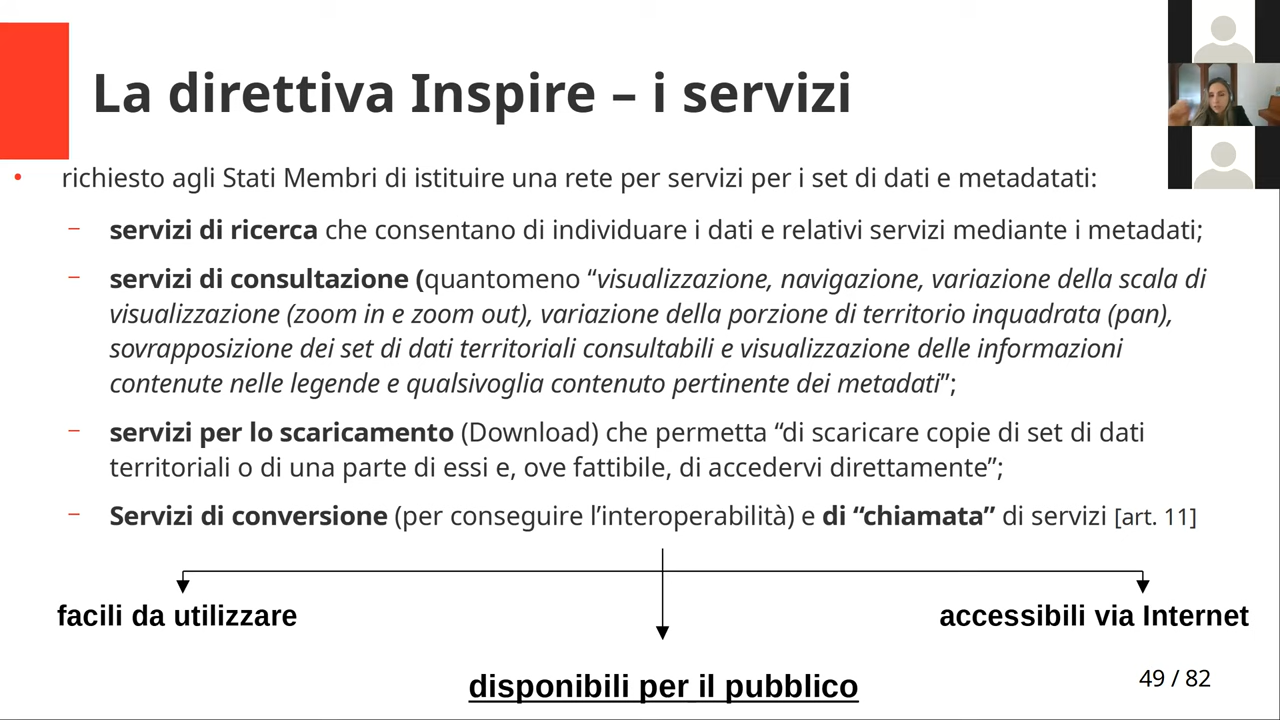 La direttiva Inspire – i servizi
• richiesto agli Stati Membri di istituire una rete per servizi per i set di dati e metadatati:
– servizi di ricerca che consentano di individuare i dati e relativi servizi mediante i metadati;
– servizi di consultazione (quantomeno “visualizzazione, navigazione, variazione della scala di
visualizzazione (zoom in e zoom out), variazione della porzione di territorio inquadrata (pan),
sovrapposizione dei set di dati territoriali consultabili e visualizzazione delle informazioni
contenute nelle legende e qualsivoglia contenuto pertinente dei metadati”;
– servizi per lo scaricamento (Download) che permetta “di scaricare copie di set di dati
territoriali o di una parte di essi e, ove fattibile, di accedervi direttamente”;
– Servizi di conversione (per conseguire l’interoperabilità) e di “chiamata” di servizi [art. 11]
facili da utilizzare
accessibili via Internet
disponibili per il pubblico
49 / 82